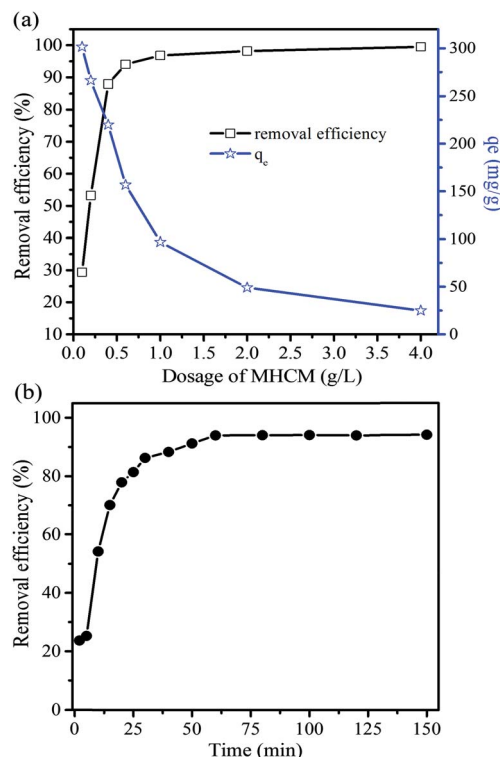 (a)
100
90
80
70
60
50
40
30
20
10
Removal efficiency (%)
removal efficiency
qe
300
250
200
150
100
50
0
qe (mg/g)
0.0 0.5 1.0 1.5 2.0 2.5 3.0 3.5 4.0
Dosage of MHCM (g/L)
(b)
100
80
60
40
20
0
Removal efficiency (%)
0 25 50 75 100 125 150
Time (min)